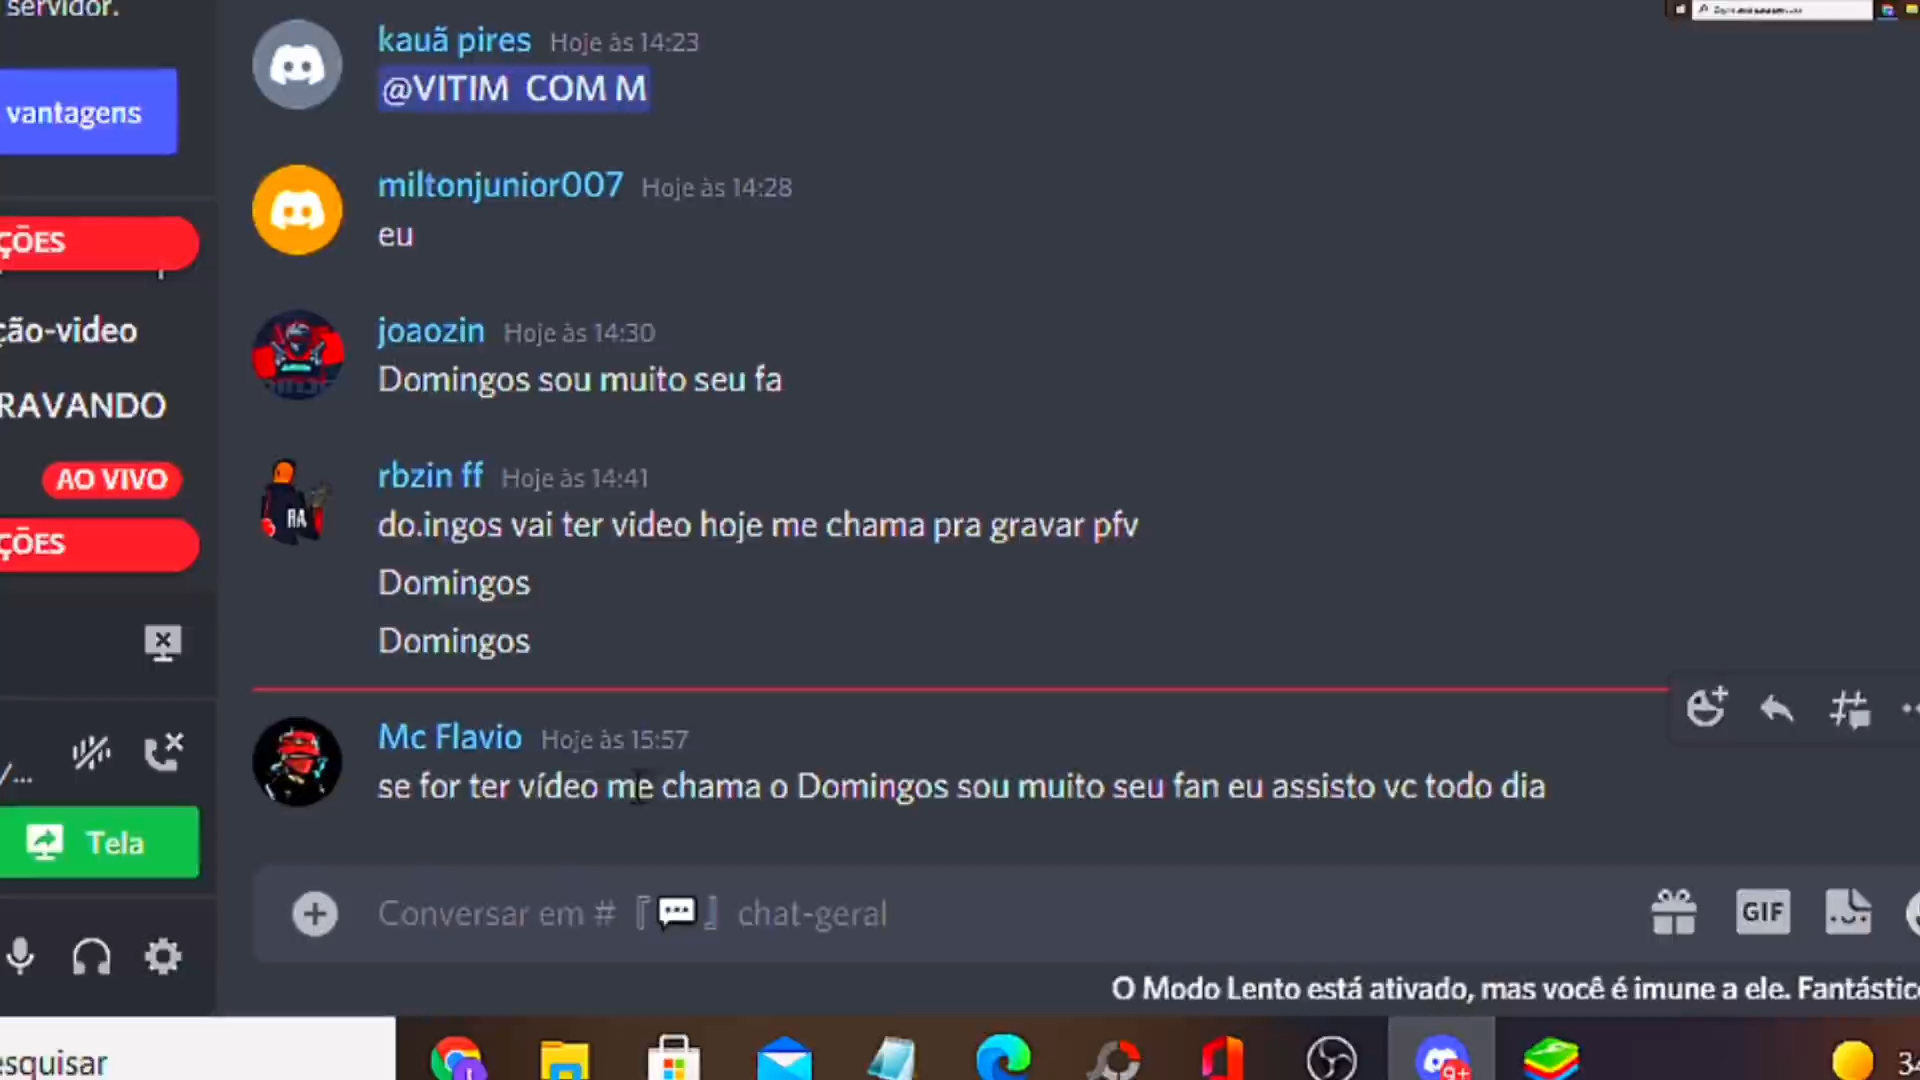 servidor.
vantagens
ÇÕES
ção-video
RAVANDO
AO VIVO
ÇÕES
/...
Tela
kauã pires Hoje às 14:23
@VITIM COM M
miltonjunior007 Hoje às 14:28
eu
joaozin Hoje às 14:30
Domingos sou muito seu fa
rbzin ff Hoje às 14:41
do.ingos vai ter video hoje me chama pra gravar pfv
Domingos
Domingos
Mc Flavio Hoje às 15:57
se for ter vídeo me chama o Domingos sou muito seu fan eu assisto vc todo dia
Conversar em # 『💬』 chat-geral
GIF
O Modo Lento está ativado, mas você é imune a ele. Fantástico
esquisar
9+
34